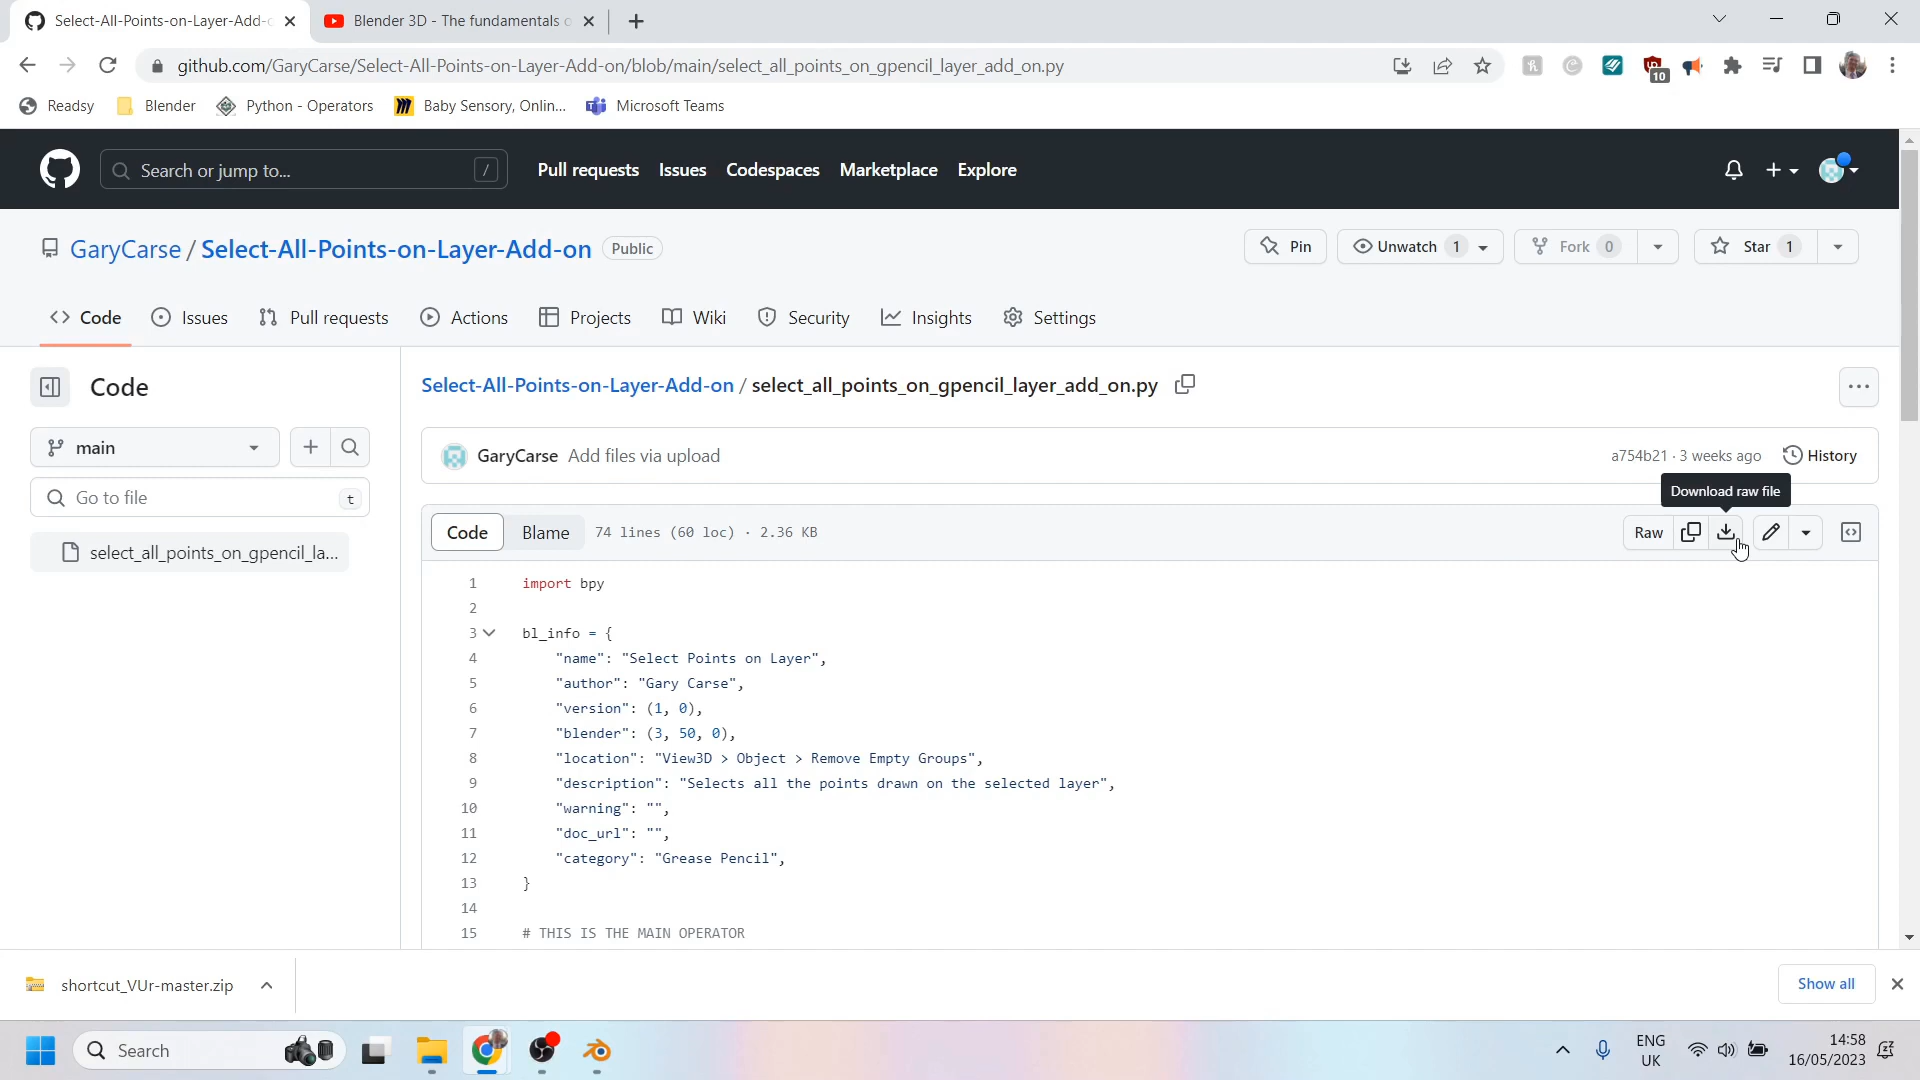 Select-All-Points-on-Layer-Add-
Blender 3D - The fundamentals
github.com/GaryCarse/Select-All-Points-on-Layer-Add-on/blob/main/select_all_points_on_gpencil_layer_add_on.py
10
Readsy
Blender
Python - Operators
Baby Sensory, Onlin...
Microsoft Teams
Search or jump to...
/
Pull requests
Issues
Codespaces
Marketplace
Explore
GaryCarse / Select-All-Points-on-Layer-Add-on
Public
Pin
Unwatch 1
Fork 0
Star 1
Code
Issues
Pull requests
Actions
Projects
Wiki
Security
Insights
Settings
Code
main
Go to file
t
select_all_points_on_gpencil_la...
Select-All-Points-on-Layer-Add-on / select_all_points_on_gpencil_layer_add_on.py
GaryCarse Add files via upload
a754b21 · 3 weeks ago
History
Download raw file
Code
Blame
74 lines (60 loc) · 2.36 KB
Raw
1 import bpy
2
3 bl_info = {
4 "name": "Select Points on Layer",
5 "author": "Gary Carse",
6 "version": (1, 0),
7 "blender": (3, 50, 0),
8 "location": "View3D > Object > Remove Empty Groups",
9 "description": "Selects all the points drawn on the selected layer",
10 "warning": "",
11 "doc_url": "",
12 "category": "Grease Pencil",
13 }
14
15 # THIS IS THE MAIN OPERATOR
shortcut_VUr-master.zip
Show all
Search
ENG
UK
14:58
16/05/2023